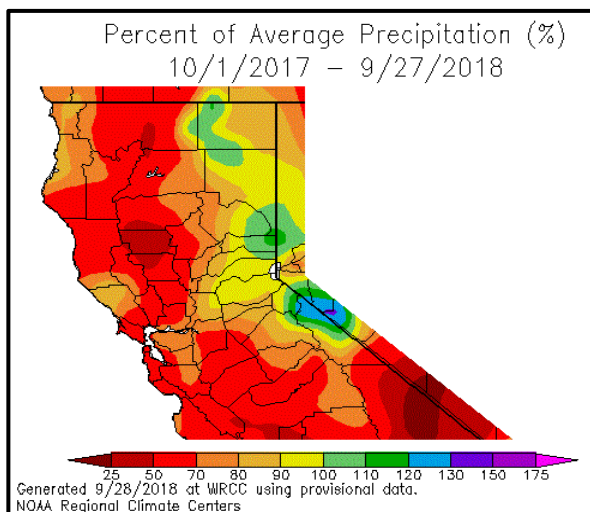 Percent of Average Precipitation (%)
10/1/2017 – 9/27/2018
25 50 70 80 90 100 110 120 130 150 175
Generated 9/28/2018 at WRCC using provisional data.
NOAA Regional Climate Centers